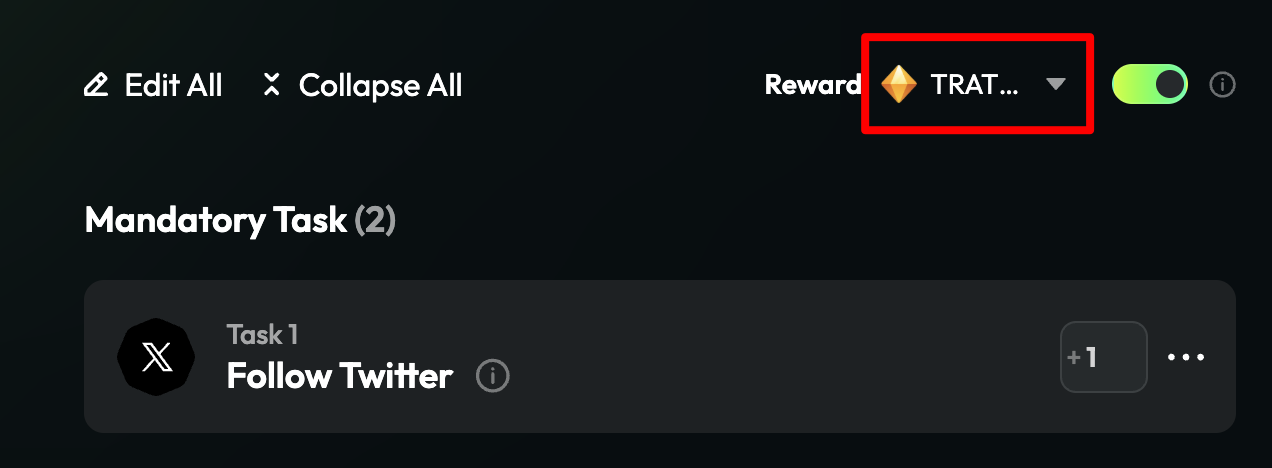 Edit All Collapse All Reward TRAT...
Mandatory Task (2)
Task 1
Follow Twitter
+1